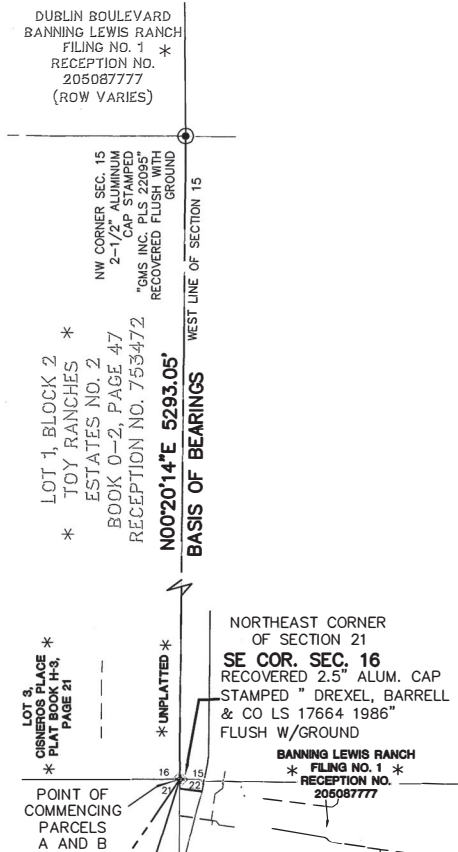 DUBLIN BOULEVARD
BANNING LEWIS RANCH
FILING NO. 1 *
RECEPTION NO.
205087777
(ROW VARIES)
NW CORNER SEC. 15
2-1/2" ALUMINUM
CAP STAMPED
"GMS INC. PLS 22095"
RECOVERED FLUSH WITH
GROUND
WEST LINE OF SECTION 15
LOT 1, BLOCK 2
* TOY RANCHES *
ESTATES NO. 2
BOOK O-2, PAGE 47
RECEPTION NO. 753472
N00°20'14"E 5293.05'
BASIS OF BEARINGS
LOT 3,
* CISNEROS PLACE *
PLAT BOOK H-3,
PAGE 21
* UNPLATTED *
NORTHEAST CORNER
OF SECTION 21
SE COR. SEC. 16
RECOVERED 2.5" ALUM. CAP
STAMPED " DREXEL, BARRELL
& CO LS 17664 1986"
FLUSH W/GROUND
BANNING LEWIS RANCH
* FILING NO. 1 *
RECEPTION NO.
205087777
16 15
21 22
POINT OF
COMMENCING
PARCELS
A AND B